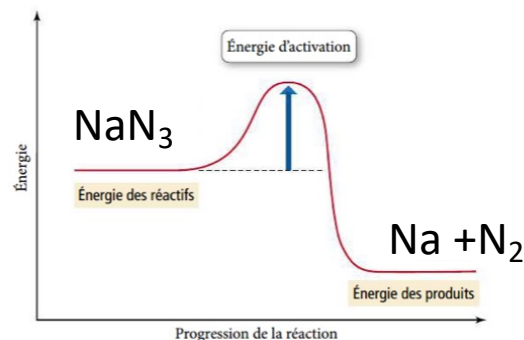 Énergie d'activation
NaN₃
Énergie
Énergie des réactifs
Na +N₂
Énergie des produits
Progression de la réaction